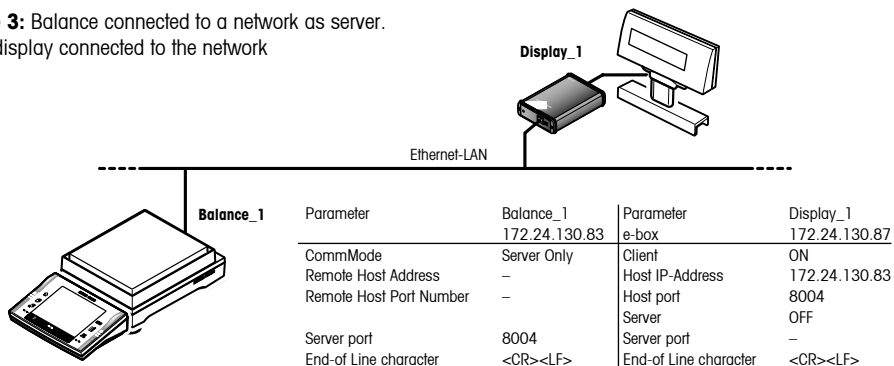 3: Balance connected to a network as server.
display connected to the network
Display_1
Ethernet-LAN
Balance_1
Parameter Balance_1 Parameter Display_1
172.24.130.83 e-box 172.24.130.87
CommMode Server Only Client ON
Remote Host Address – Host IP-Address 172.24.130.83
Remote Host Port Number – Host port 8004
Server OFF
Server port 8004 Server port –
End-of Line character <CR><LF> End-of Line character <CR><LF>